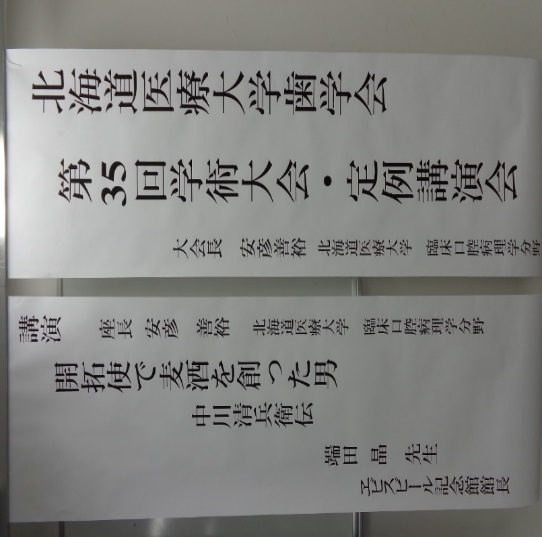 北海道医療大学歯学会
第35回学術大会・定例講演会
大会長 安彦善裕 北海道医療大学 臨床口腔病理学分野
講演 座長 安彦 善裕 北海道医療大学 臨床口腔病理学分野
開拓使で麦酒を創った男
中川清兵衛伝
端田 晶 先生
ヱビスビール記念館館長